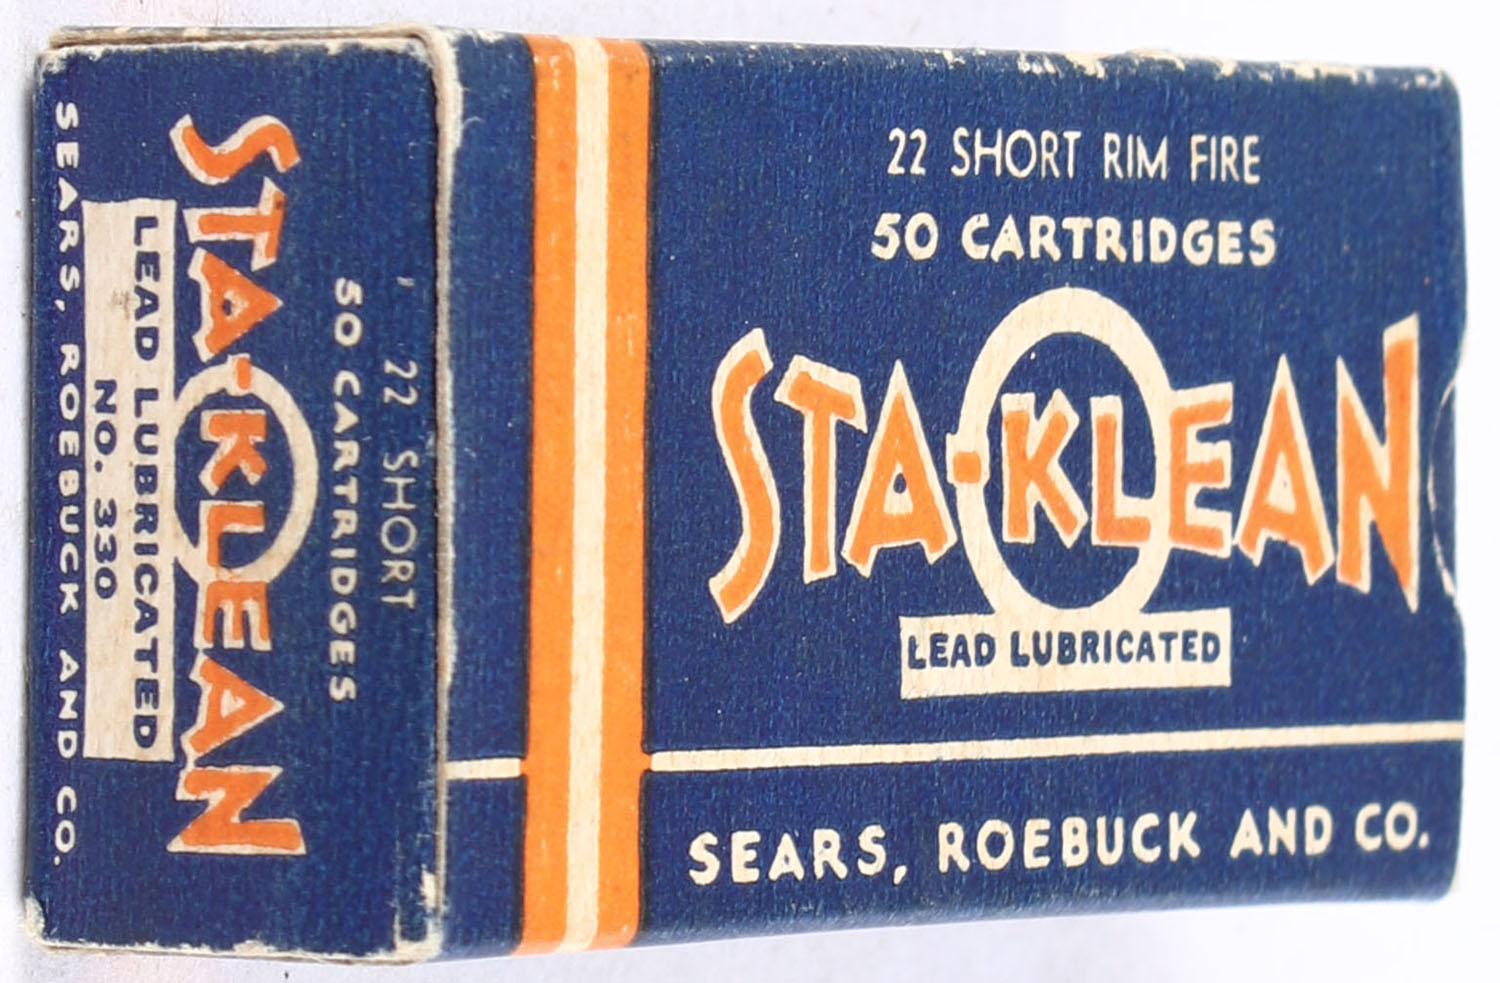 22 SHORT RIM FIRE
50 CARTRIDGES
STA-KLEAN
LEAD LUBRICATED
SEARS, ROEBUCK AND CO.
22 SHORT
50 CARTRIDGES
STA-KLEAN
LEAD LUBRICATED
NO. 330
SEARS, ROEBUCK AND CO.